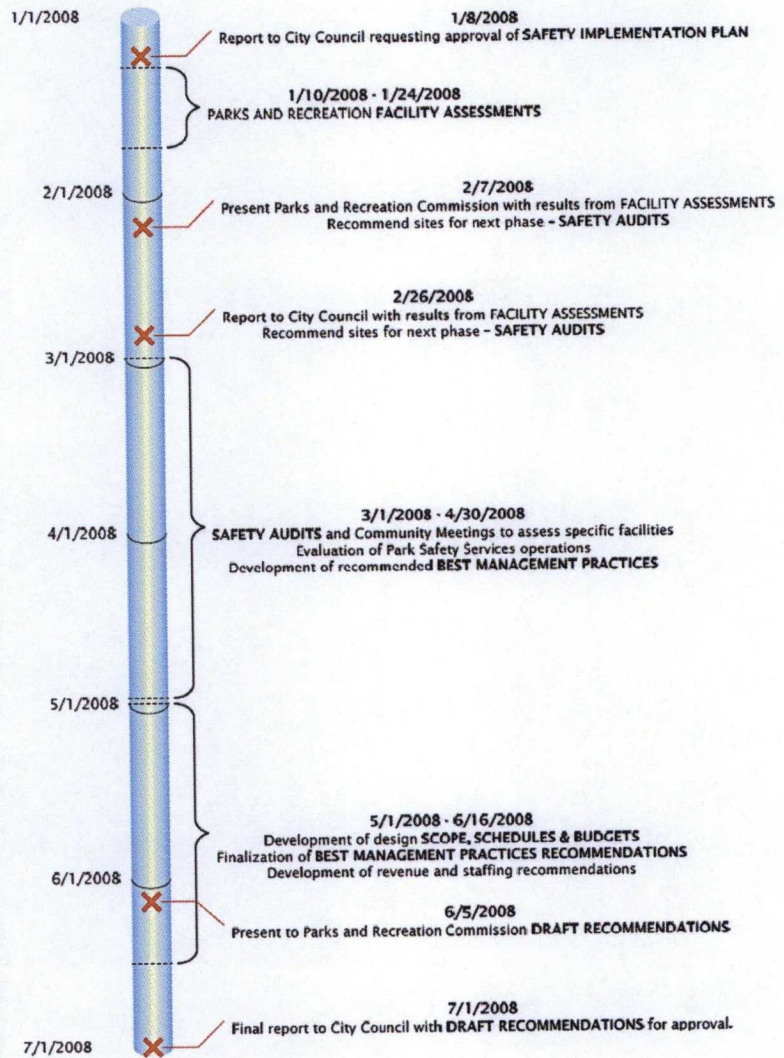 1/1/2008
1/8/2008
Report to City Council requesting approval of SAFETY IMPLEMENTATION PLAN
1/10/2008 - 1/24/2008
PARKS AND RECREATION FACILITY ASSESSMENTS
2/1/2008
2/7/2008
Present Parks and Recreation Commission with results from FACILITY ASSESSMENTS
Recommend sites for next phase – SAFETY AUDITS
2/26/2008
Report to City Council with results from FACILITY ASSESSMENTS
Recommend sites for next phase – SAFETY AUDITS
3/1/2008
3/1/2008 - 4/30/2008
SAFETY AUDITS and Community Meetings to assess specific facilities
4/1/2008
Evaluation of Park Safety Services operations
Development of recommended BEST MANAGEMENT PRACTICES
5/1/2008
5/1/2008 - 6/16/2008
Development of design SCOPE, SCHEDULES & BUDGETS
Finalization of BEST MANAGEMENT PRACTICES RECOMMENDATIONS
Development of revenue and staffing recommendations
6/1/2008
6/5/2008
Present to Parks and Recreation Commission DRAFT RECOMMENDATIONS
7/1/2008
Final report to City Council with DRAFT RECOMMENDATIONS for approval.
7/1/2008